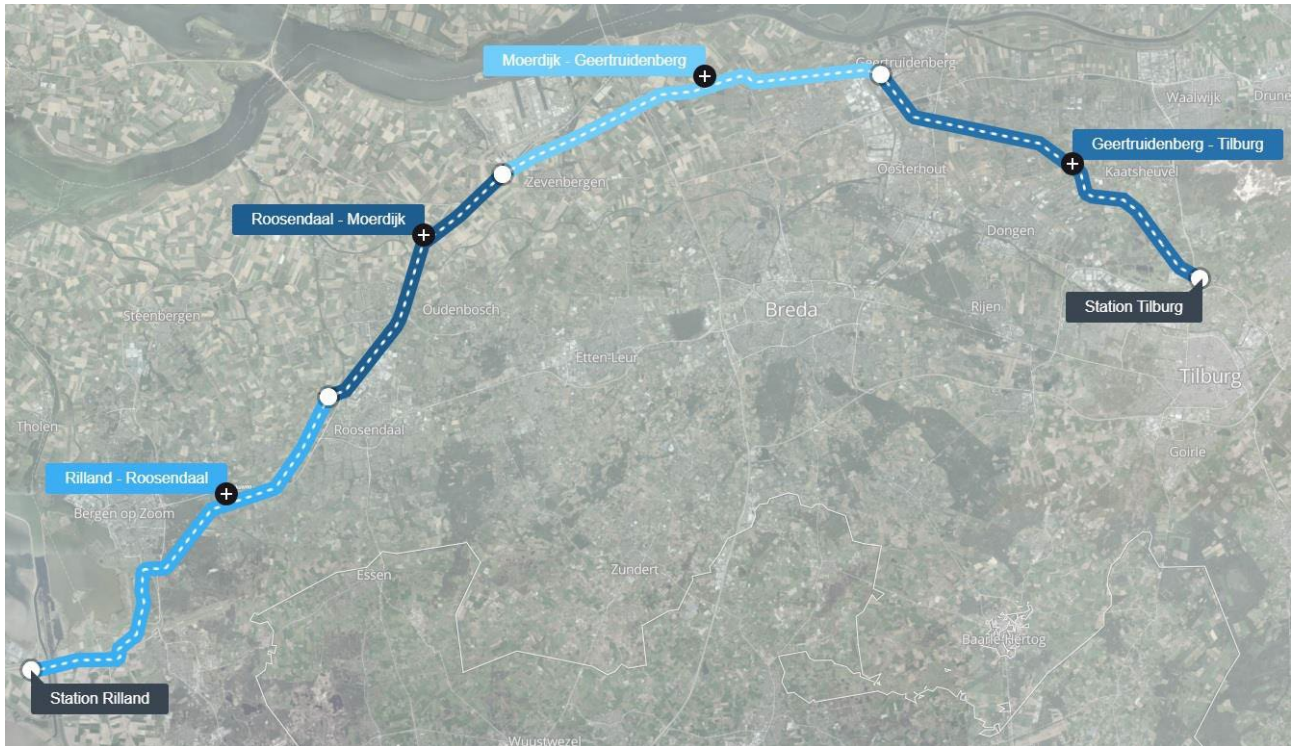 Moerdijk - Geertruidenberg
Geertruidenberg
Waalwijk
Drune
Geertruidenberg - Tilburg
Oosterhout
Kaatsheuvel
Zevenbergen
Roosendaal - Moerdijk
Dongen
Steenbergen
Oudenbosch
Breda
Rijen
Station Tilburg
Etten-Leur
Tilburg
Tholen
Roosendaal
Goirle
Rilland - Roosendaal
Bergen op Zoom
Essen
Zundert
Baarle-Hertog
Station Rilland
Wuustwezel